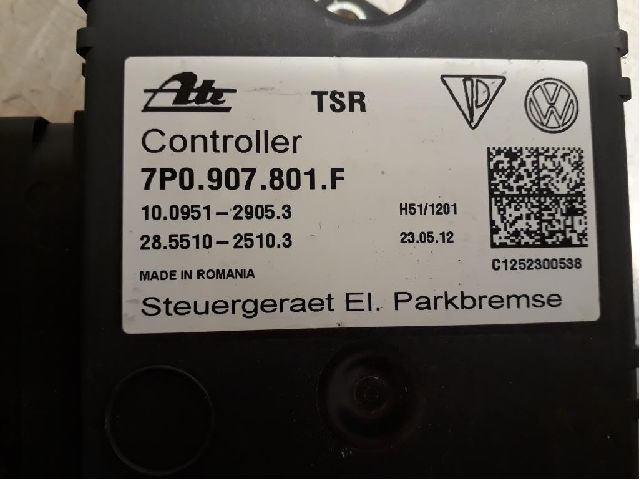 Ate TSR
Controller
7P0.907.801.F
10.0951-2905.3 H51/1201
28.5510-2510.3 23.05.12
C1252300538
MADE IN ROMANIA
Steuergeraet El. Parkbremse